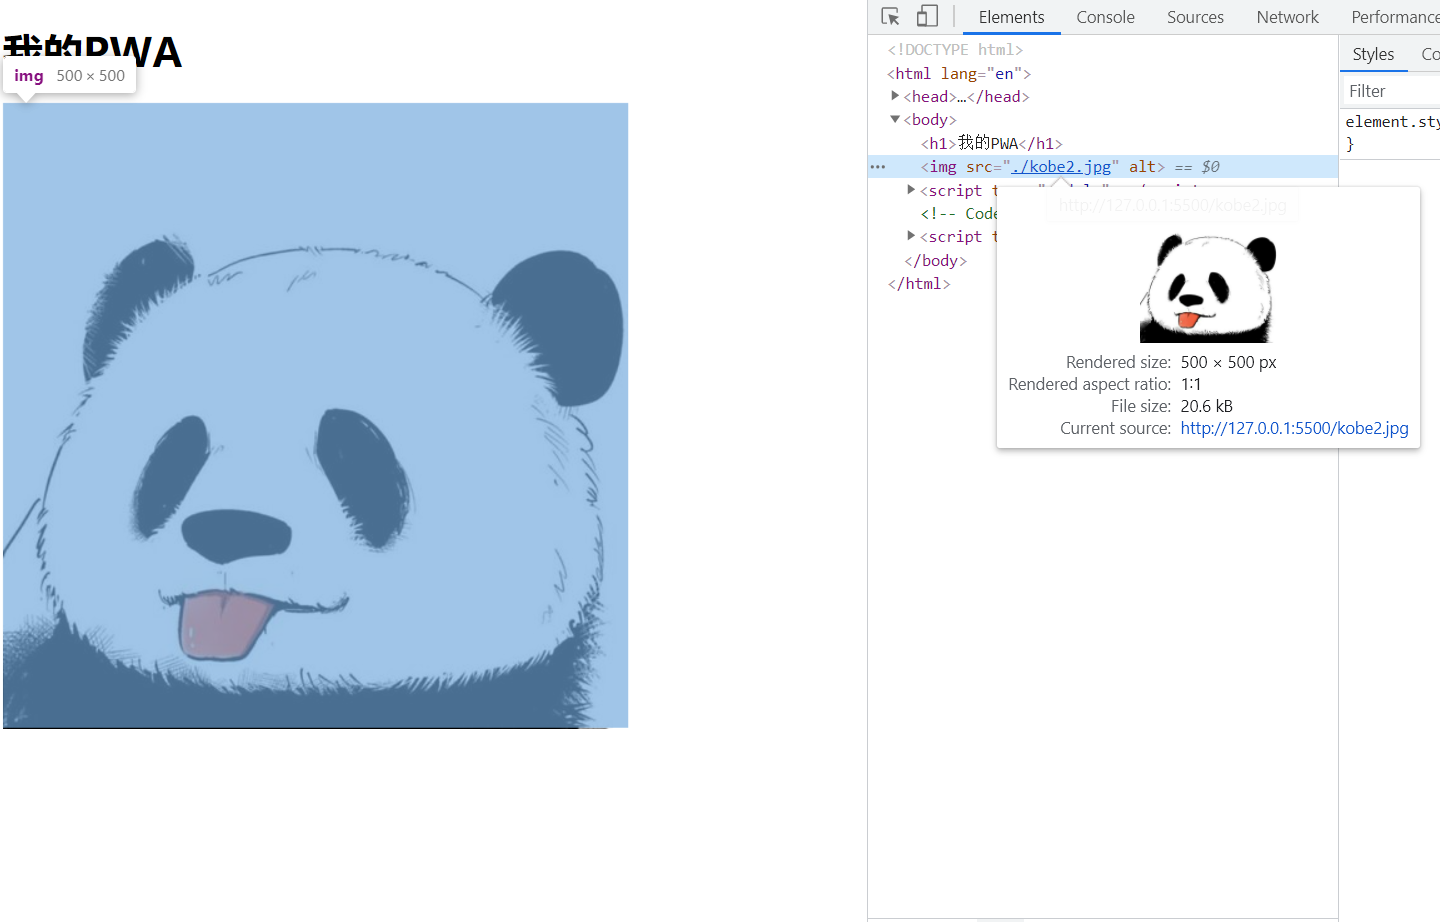 我的PWA
img 500 × 500
Elements Console Sources Network Performance
<!DOCTYPE html>
<html lang="en">
<head>…</head>
<body>
<h1>我的PWA</h1>
<img src="./kobe2.jpg" alt> == $0
<script t
<!-- Code
<script t
</body>
</html>
http://127.0.0.1:5500/kobe2.jpg
Rendered size: 500 × 500 px
Rendered aspect ratio: 1:1
File size: 20.6 kB
Current source: http://127.0.0.1:5500/kobe2.jpg
Styles Co
Filter
element.sty
}